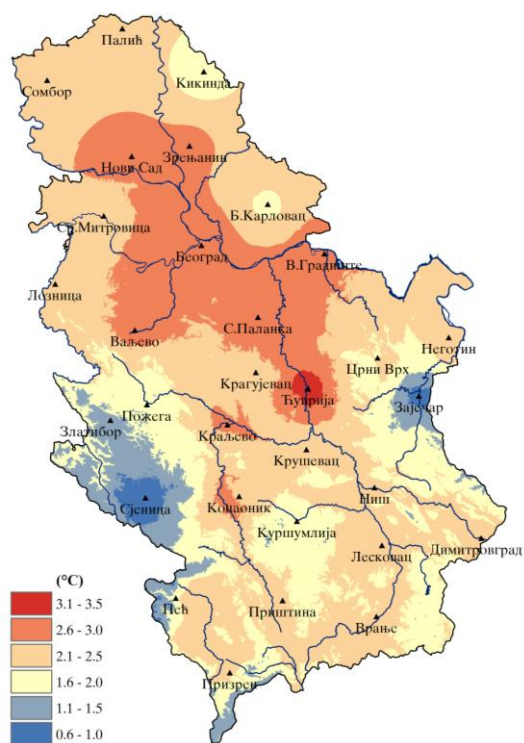 Палић
Кикинда
Сомбор
Зрењанин
Нови Сад
Б.Карловац
Ср.Митровица
Београд
В.Градиште
Лозница
С.Паланка
Ваљево
Неготин
Црни Врх
Крагујевац
Ћуприја
Зајечар
Пожега
Златибор
Краљево
Крушевац
Сјеница
Копаоник
Ниш
Куршумлија
Димитровград
Лесковац
(°C)
3.1 - 3.5
2.6 - 3.0
2.1 - 2.5
1.6 - 2.0
1.1 - 1.5
0.6 - 1.0
Пећ
Приштина
Врање
Призрен